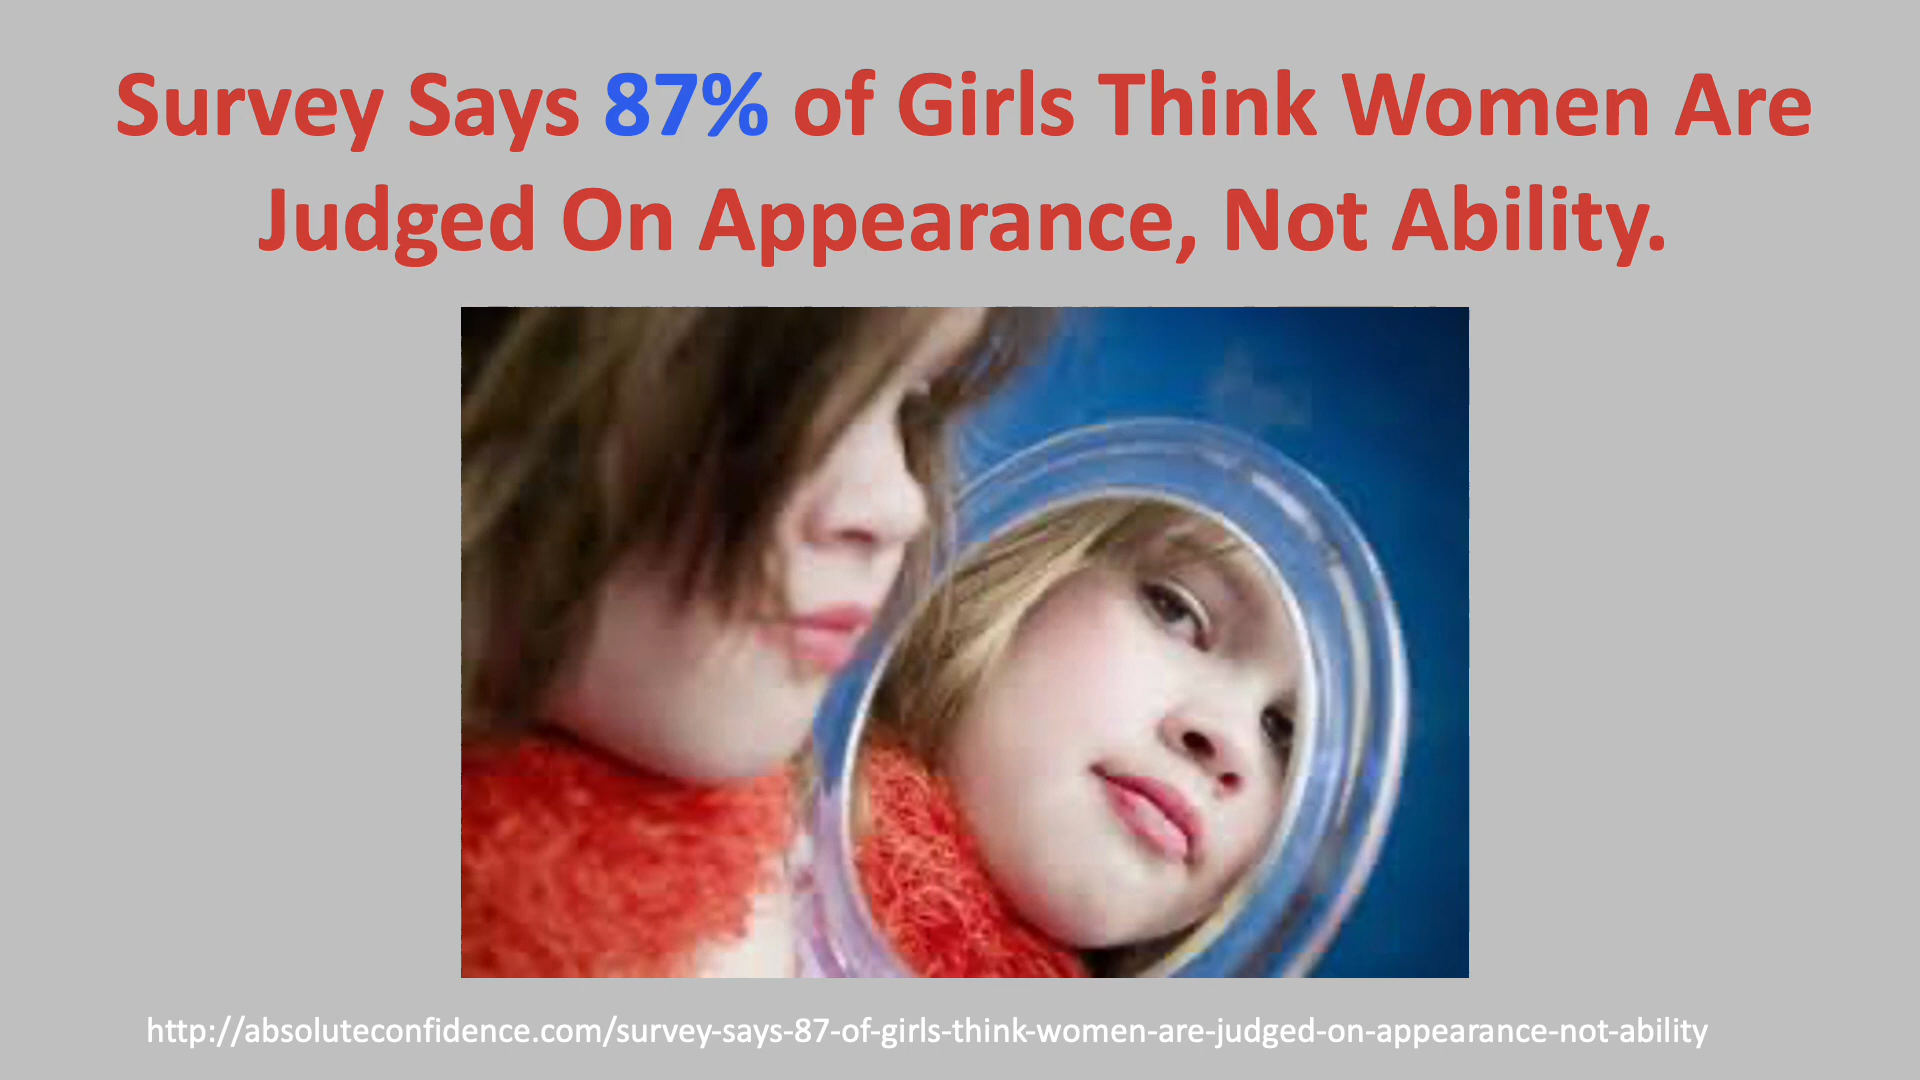 Survey Says 87% of Girls Think Women Are
Judged On Appearance, Not Ability.
http://absoluteconfidence.com/survey-says-87-of-girls-think-women-are-judged-on-appearance-not-ability